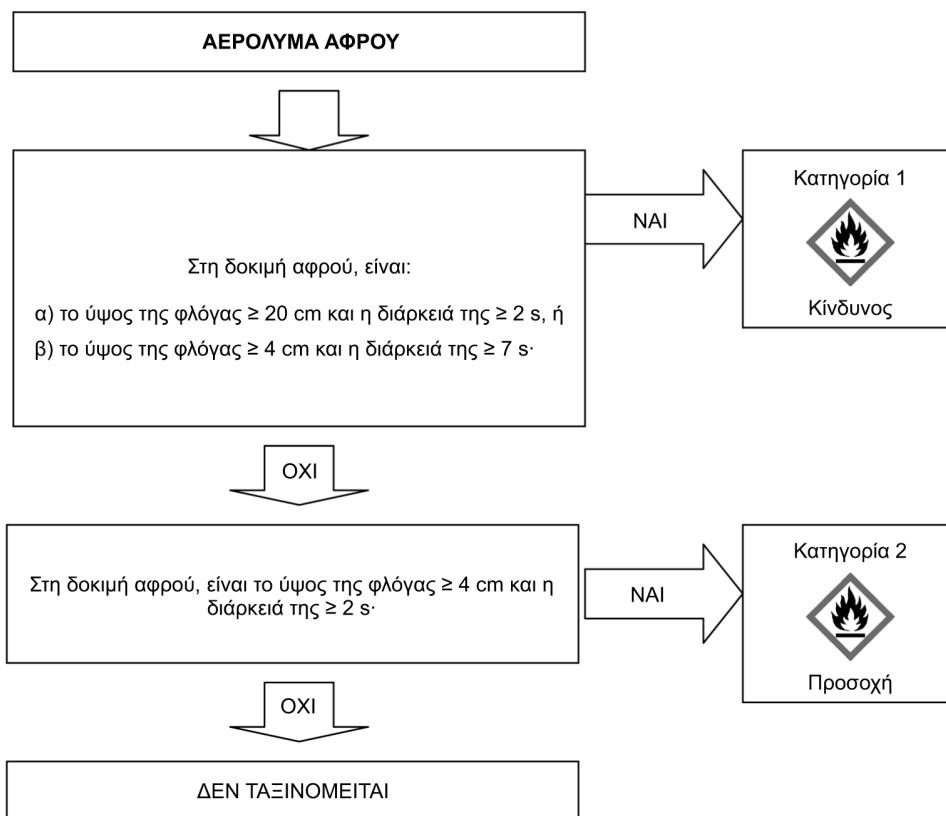 ΑΕΡΟΛΥΜΑ ΑΦΡΟΥ
Στη δοκιμή αφρού, είναι:
α) το ύψος της φλόγας ≥ 20 cm και η διάρκειά της ≥ 2 s, ή
β) το ύψος της φλόγας ≥ 4 cm και η διάρκειά της ≥ 7 s·
ΝΑΙ
Κατηγορία 1
Κίνδυνος
ΟΧΙ
Στη δοκιμή αφρού, είναι το ύψος της φλόγας ≥ 4 cm και η
διάρκειά της ≥ 2 s·
ΝΑΙ
Κατηγορία 2
Προσοχή
ΟΧΙ
ΔΕΝ ΤΑΞΙΝΟΜΕΙΤΑΙ